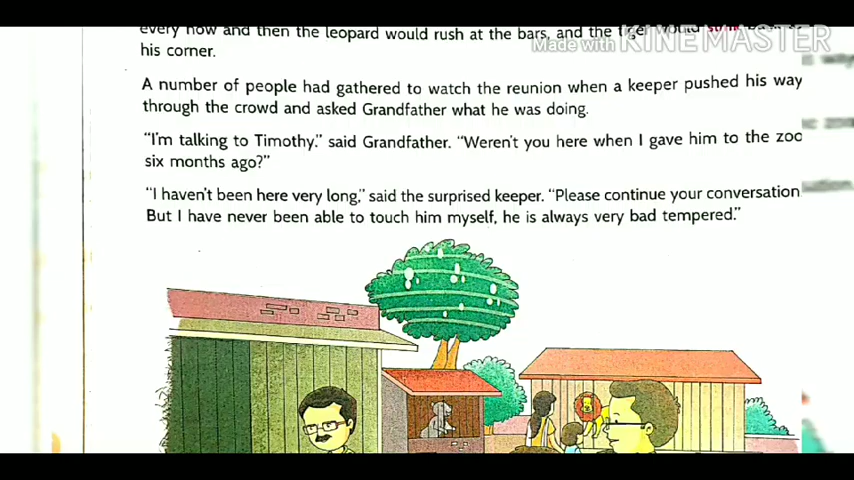 every now and then the leopard would rush at the bars, and the tiger would
Made with KINEMASTER
his corner.
A number of people had gathered to watch the reunion when a keeper pushed his way
through the crowd and asked Grandfather what he was doing.
"I'm talking to Timothy." said Grandfather. "Weren't you here when I gave him to the zoo
six months ago?"
"I haven't been here very long," said the surprised keeper. "Please continue your conversation
But I have never been able to touch him myself, he is always very bad tempered."